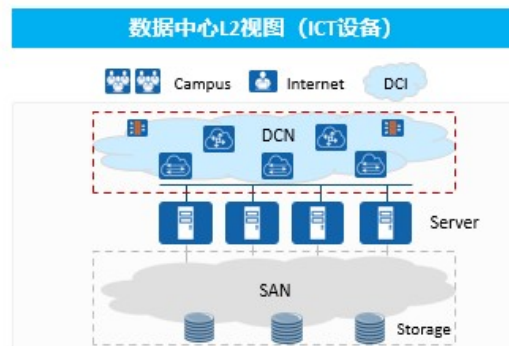 数据中心L2视图（ICT设备）
Campus Internet DCI
DCN
Server
SAN
Storage